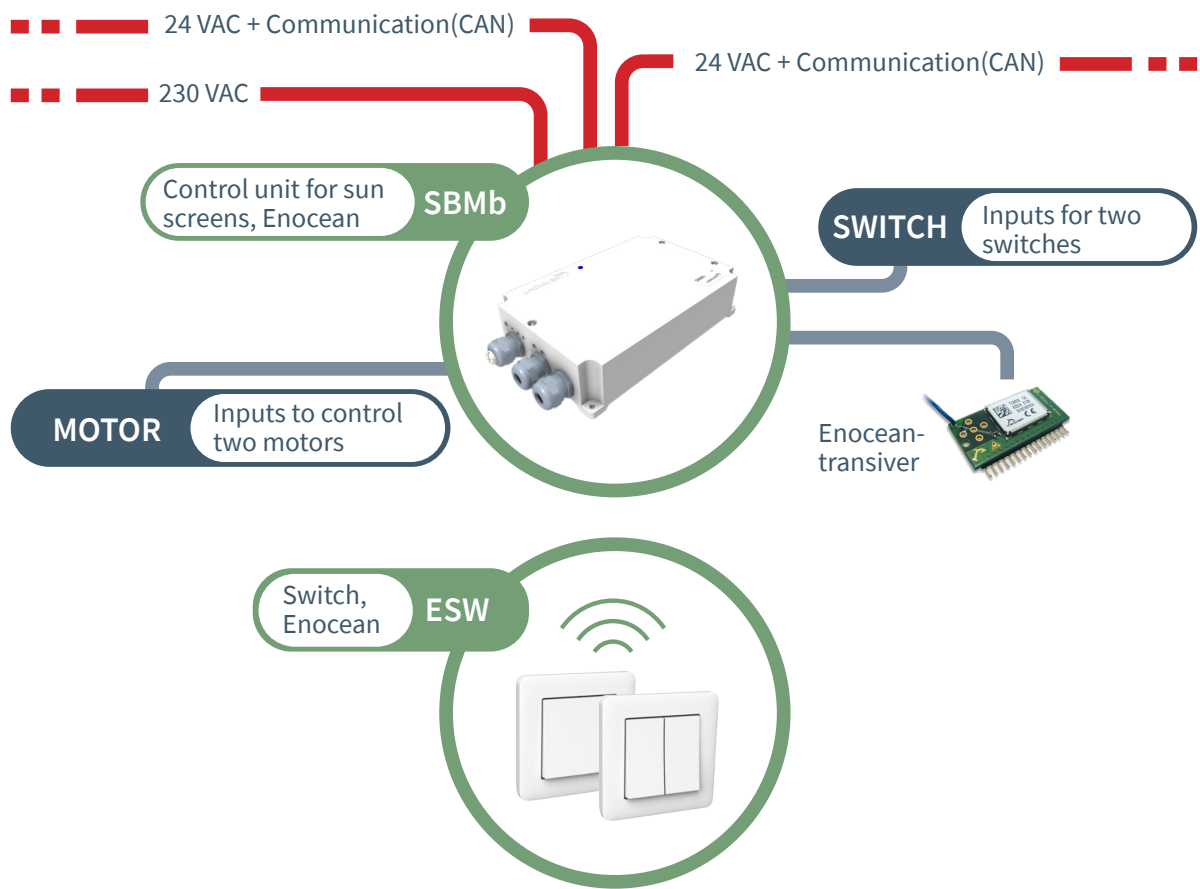 24 VAC + Communication(CAN)
24 VAC + Communication(CAN)
230 VAC
Control unit for sun
screens, Enocean
SBMb
SWITCH
Inputs for two
switches
MOTOR
Inputs to control
two motors
Enocean-
transiver
Switch,
Enocean
ESW